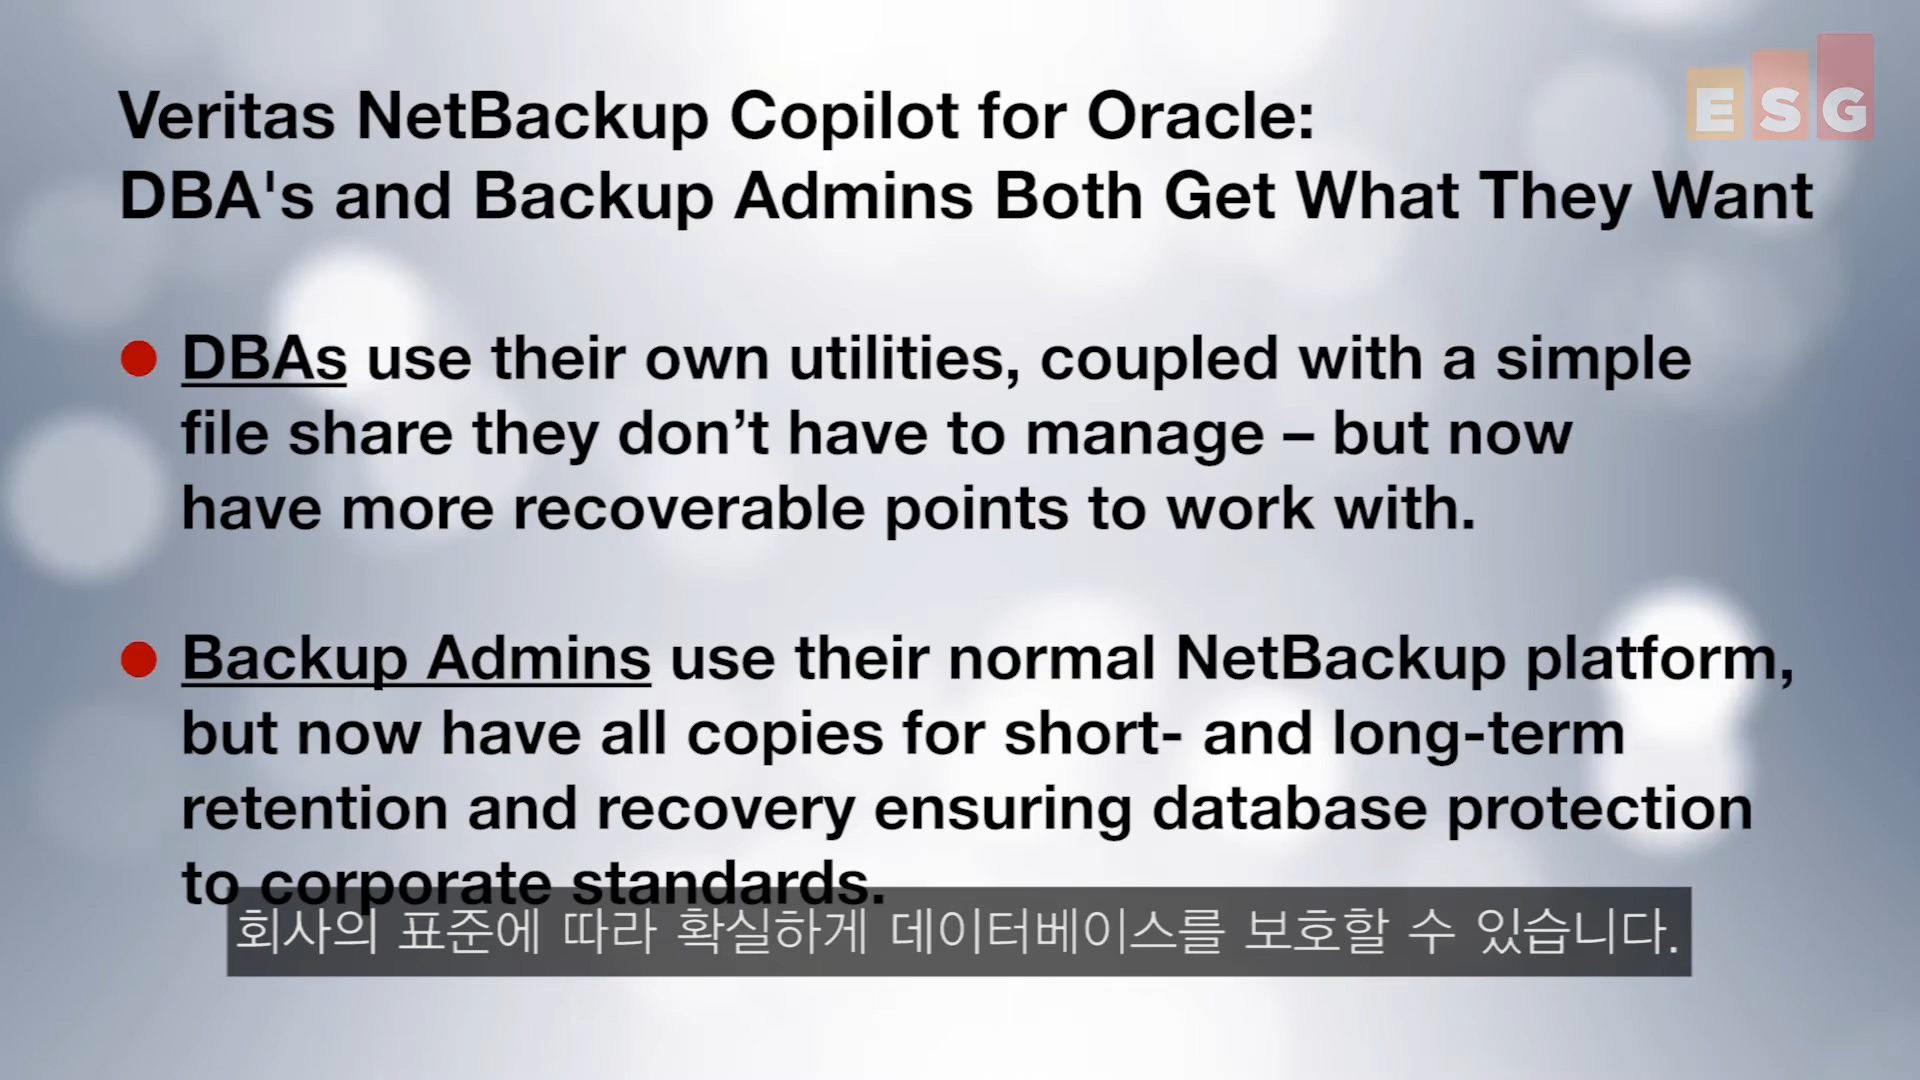 Veritas NetBackup Copilot for Oracle:
DBA's and Backup Admins Both Get What They Want
ESG
DBAs use their own utilities, coupled with a simple
file share they don’t have to manage – but now
have more recoverable points to work with.
Backup Admins use their normal NetBackup platform,
but now have all copies for short- and long-term
retention and recovery ensuring database protection
to corporate standards.
회사의 표준에 따라 확실하게 데이터베이스를 보호할 수 있습니다.